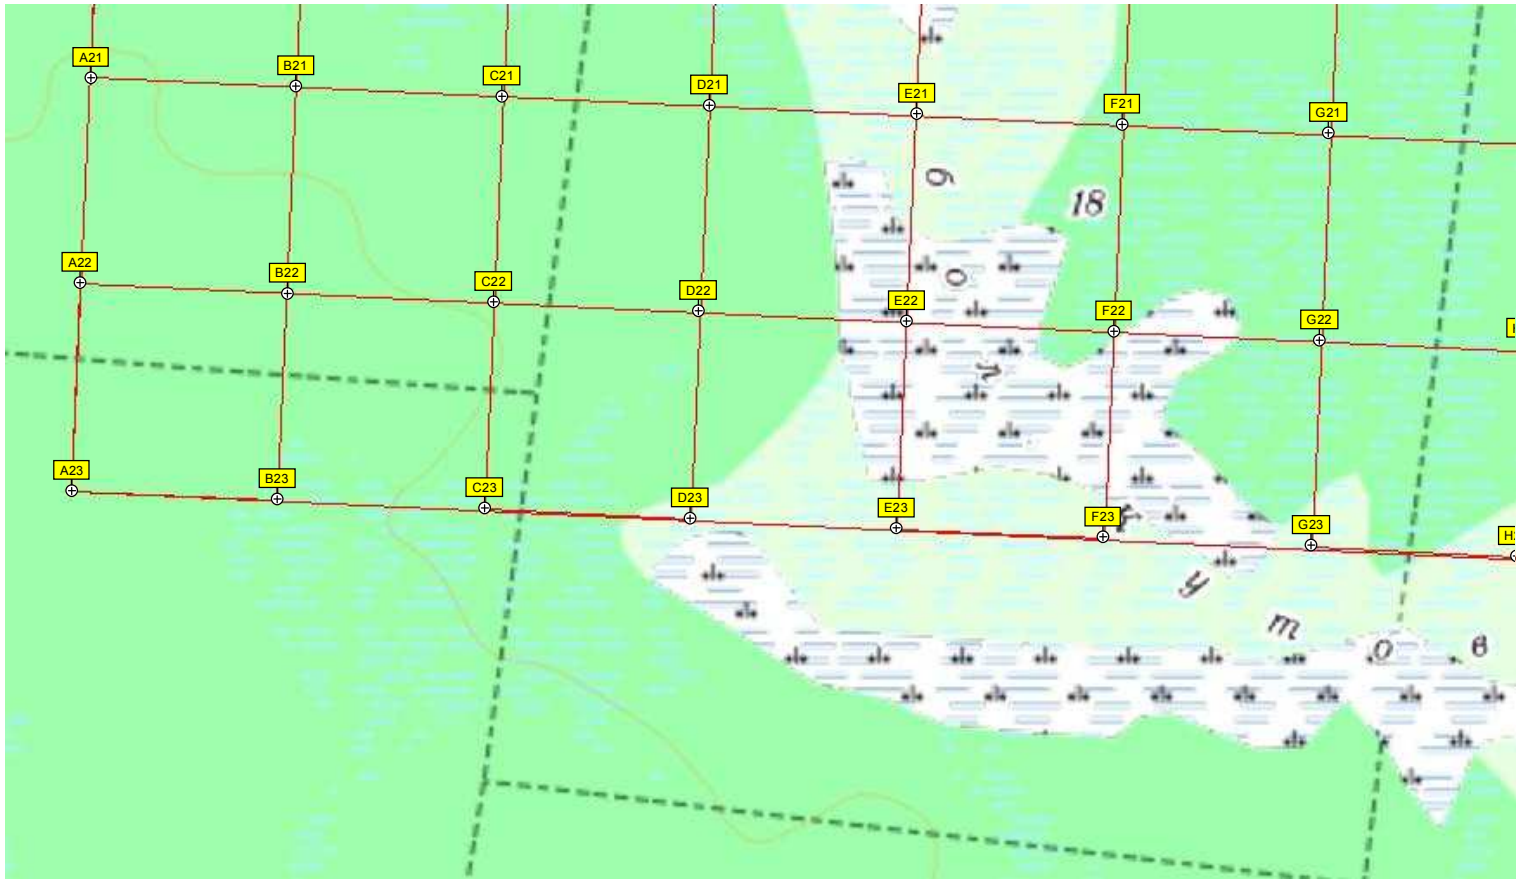 A21 B21 C21 D21 E21 F21 G21
18
A22 B22 C22 D22 E22 F22 G22
A23 B23 C23 D23 E23 F23 G23
у м о в